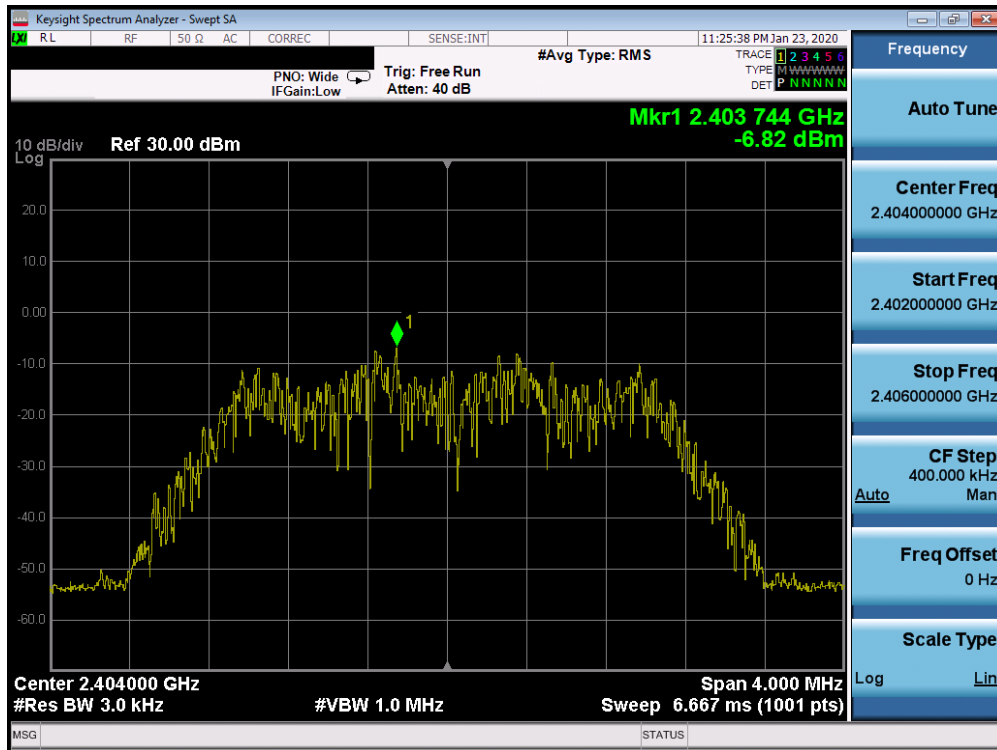 Keysight Spectrum Analyzer - Swept SA
LXI RL RF 50 Ω AC CORREC SENSE:INT 11:25:38 PM Jan 23, 2020
Frequency
#Avg Type: RMS
TRACE 1 2 3 4 5 6
PNO: Wide Trig: Free Run
TYPE M W W W W W
IFGain:Low Atten: 40 dB
DET P N N N N N
Auto Tune
Mkr1 2.403 744 GHz
-6.82 dBm
10 dB/div Ref 30.00 dBm
Log
1
20.0
10.0
0.00
-10.0
-20.0
-30.0
-40.0
-50.0
-60.0
Center Freq
2.404000000 GHz
Start Freq
2.402000000 GHz
Stop Freq
2.406000000 GHz
CF Step
400.000 kHz
Auto Man
Freq Offset
0 Hz
Scale Type
Log Lin
Center 2.404000 GHz Span 4.000 MHz
#Res BW 3.0 kHz #VBW 1.0 MHz Sweep 6.667 ms (1001 pts)
MSG STATUS